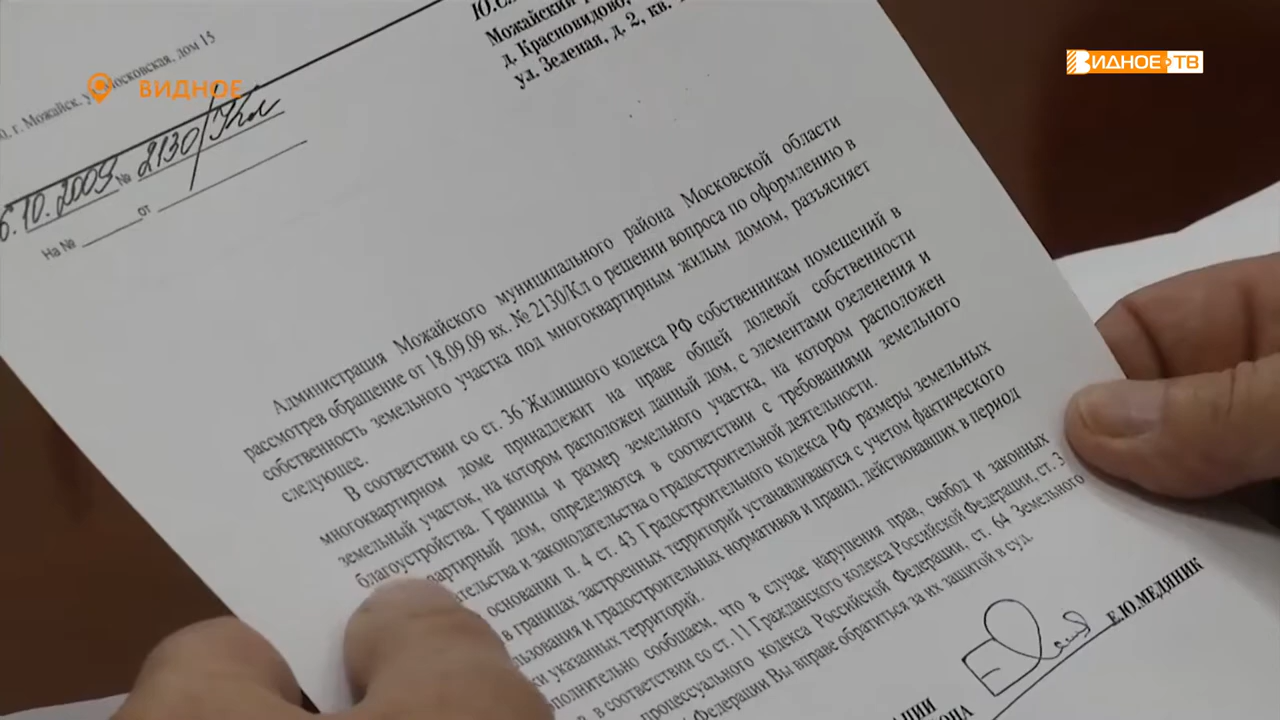 ВИДНОЕ ТВ
ВИДНОЕ
г. Можайск, ул. Московская, дом 15
6.10.2009 № 2130/Кл
На № от
Можайский
д. Красновидово,
ул. Зеленая, д. 2, кв.
Администрация Можайского муниципального района Московской области
рассмотрев обращение от 18.09.09 вх. № 2130/Кл о решении вопроса по оформлению в
собственность земельного участка под многоквартирным жилым домом, разъясняет
следующее.
В соответствии со ст. 36 Жилищного кодекса РФ собственникам помещений в
многоквартирном доме принадлежит на праве общей долевой собственности
земельный участок, на котором расположен данный дом, с элементами озеленения и
благоустройства. Границы и размер земельного участка, на котором расположен
квартирный дом, определяются в соответствии с требованиями земельного
тельства и законодательства о градостроительной деятельности.
основании п. 4 ст. 43 Градостроительного кодекса РФ размеры земельных
в границах застроенных территорий устанавливаются с учетом фактического
льзования и градостроительных нормативов и правил, действовавших в период
ки указанных территорий.
полнительно сообщаем, что в случае нарушения прав, свобод и законных
в, в соответствии со ст. 11 Гражданского кодекса Российской Федерации, ст. 3
процессуального кодекса Российской Федерации, ст. 64 Земельного
Федерации Вы вправе обратиться за их защитой в суд.
Е.Ю.МЕДЯНИК
АЦИИ
ОНА